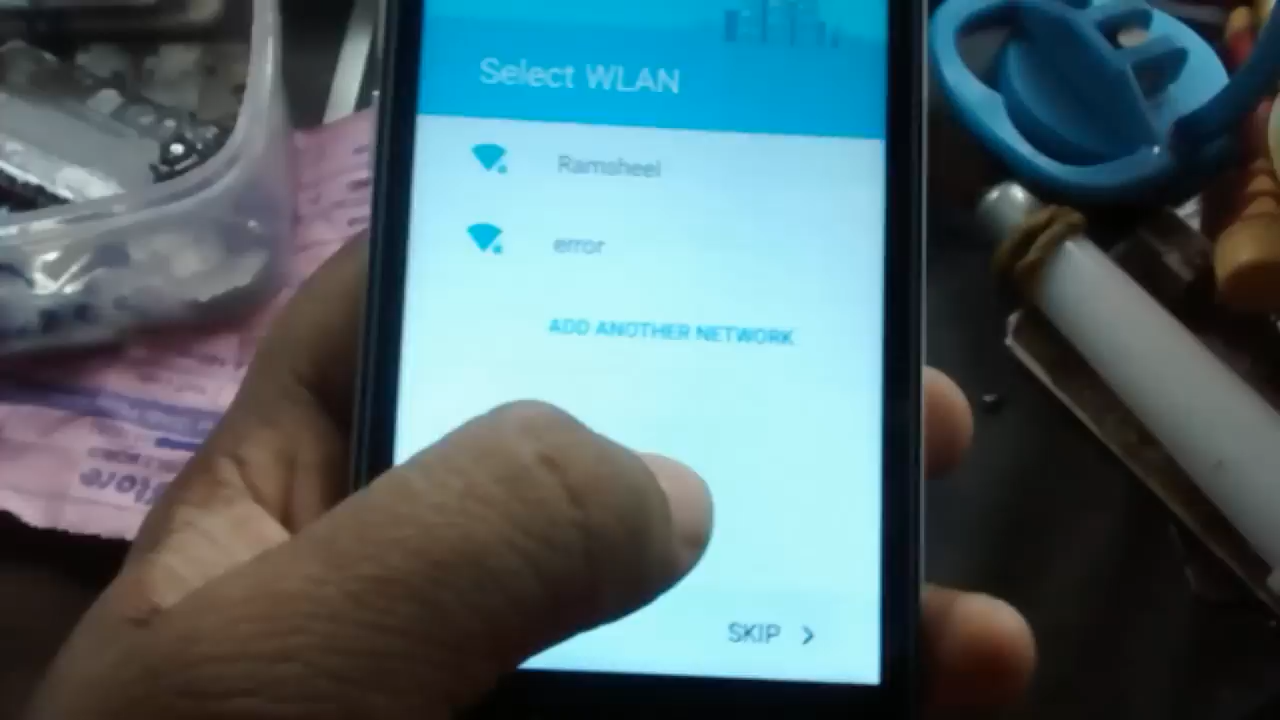 Select WLAN
Ramsheel
error
ADD ANOTHER NETWORK
SKIP